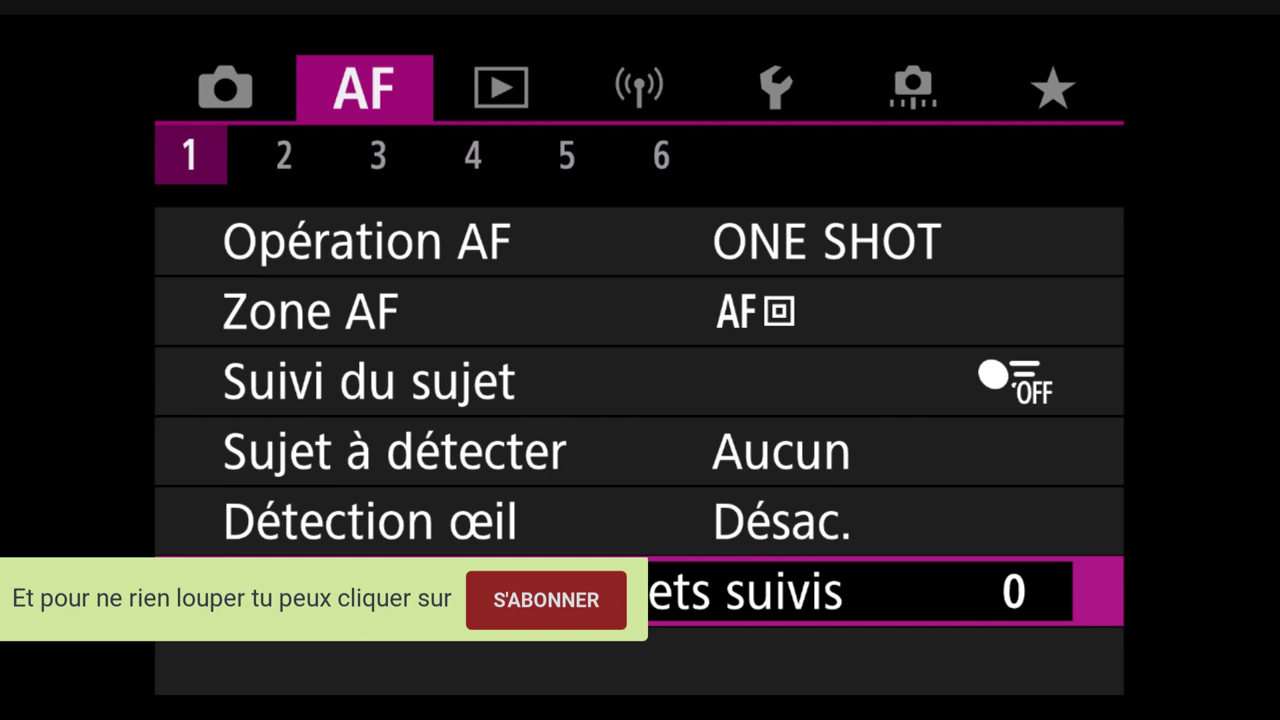 AF
1 2 3 4 5 6
Opération AF ONE SHOT
Zone AF AF
Suivi du sujet OFF
Sujet à détecter Aucun
Détection œil Désac.
ets suivis 0
Et pour ne rien louper tu peux cliquer sur S'ABONNER